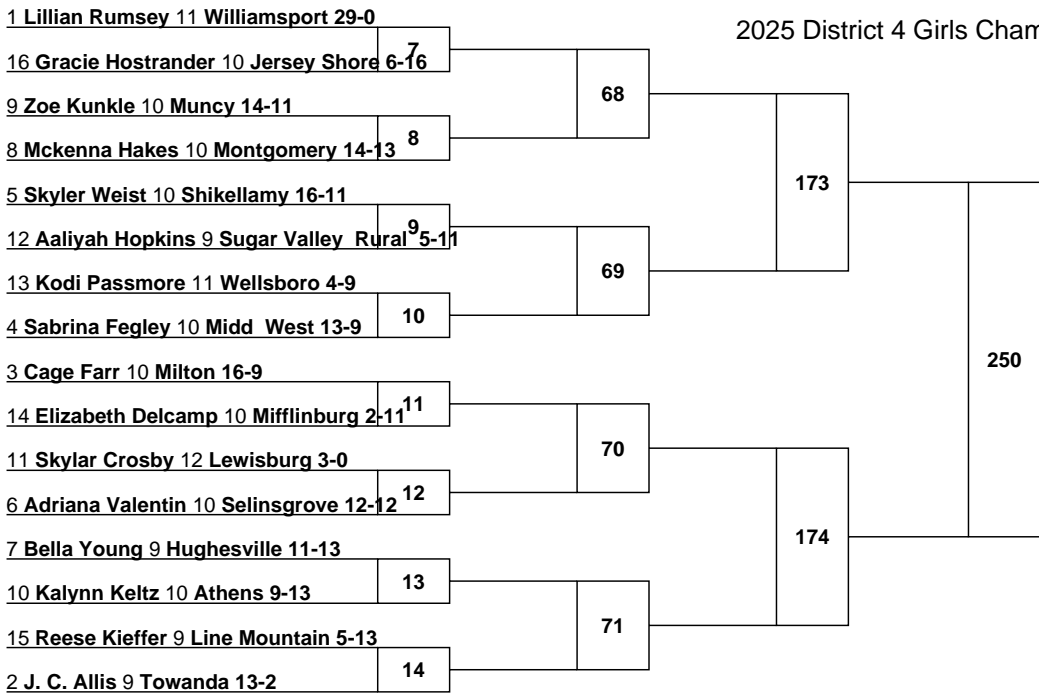 1 Lillian Rumsey 11 Williamsport 29-0
2025 District 4 Girls Cham
7
16 Gracie Hostrander 10 Jersey Shore 6-16
68
9 Zoe Kunkle 10 Muncy 14-11
8
8 Mckenna Hakes 10 Montgomery 14-13
173
5 Skyler Weist 10 Shikellamy 16-11
9
12 Aaliyah Hopkins 9 Sugar Valley Rural 5-11
69
13 Kodi Passmore 11 Wellsboro 4-9
10
4 Sabrina Fegley 10 Midd West 13-9
250
3 Cage Farr 10 Milton 16-9
11
14 Elizabeth Delcamp 10 Mifflinburg 2-11
70
11 Skylar Crosby 12 Lewisburg 3-0
12
6 Adriana Valentin 10 Selinsgrove 12-12
174
7 Bella Young 9 Hughesville 11-13
13
10 Kalynn Keltz 10 Athens 9-13
71
15 Reese Kieffer 9 Line Mountain 5-13
14
2 J. C. Allis 9 Towanda 13-2